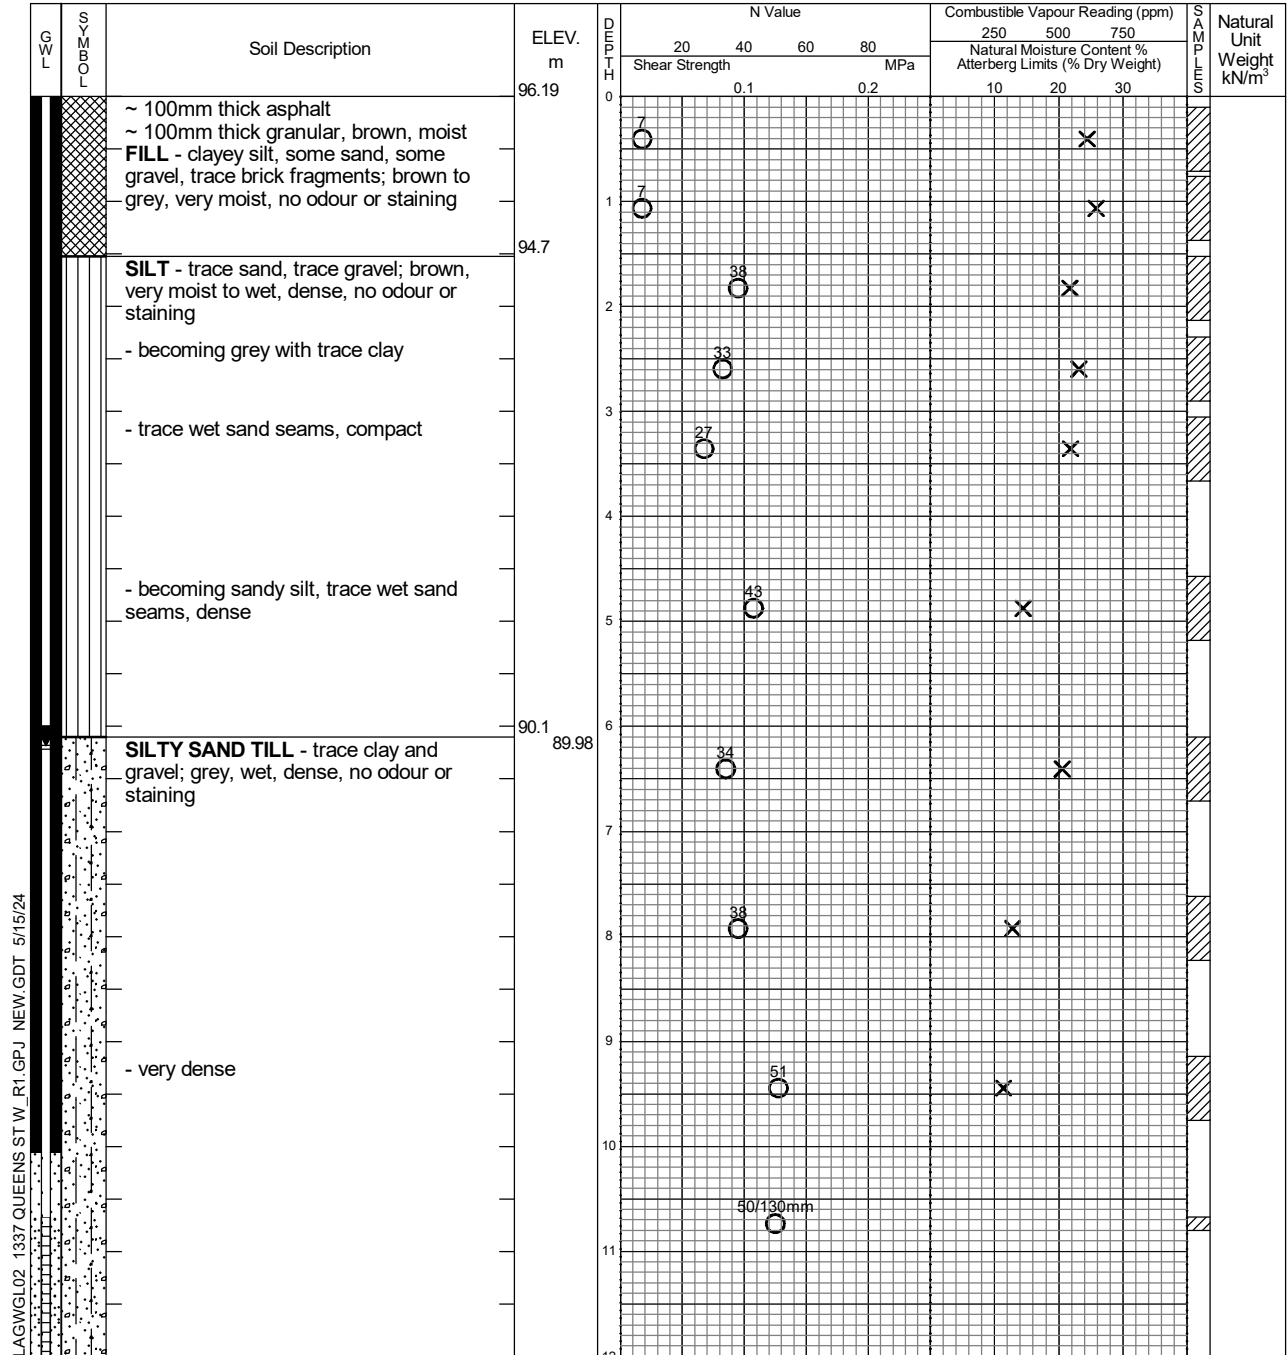 GWL
SYMBOL
Soil Description
ELEV.
m
DEPTH
N Value
20 40 60 80
Shear Strength MPa
0.1 0.2
Combustible Vapour Reading (ppm)
250 500 750
Natural Moisture Content %
Atterberg Limits (% Dry Weight)
10 20 30
SAMPLES
Natural
Unit
Weight
kN/m³
96.19
0
~ 100mm thick asphalt
~ 100mm thick granular, brown, moist
FILL - clayey silt, some sand, some
gravel, trace brick fragments; brown to
grey, very moist, no odour or staining
7
7
1
94.7
SILT - trace sand, trace gravel; brown,
very moist to wet, dense, no odour or
staining
38
2
- becoming grey with trace clay
33
3
- trace wet sand seams, compact
27
4
- becoming sandy silt, trace wet sand
seams, dense
43
5
6
90.1
89.98
SILTY SAND TILL - trace clay and
gravel; grey, wet, dense, no odour or
staining
34
7
38
8
9
- very dense
51
10
50/130mm
11
12
LAGWGL02 1337 QUEENS ST W_R1.GPJ NEW.GDT 5/15/24